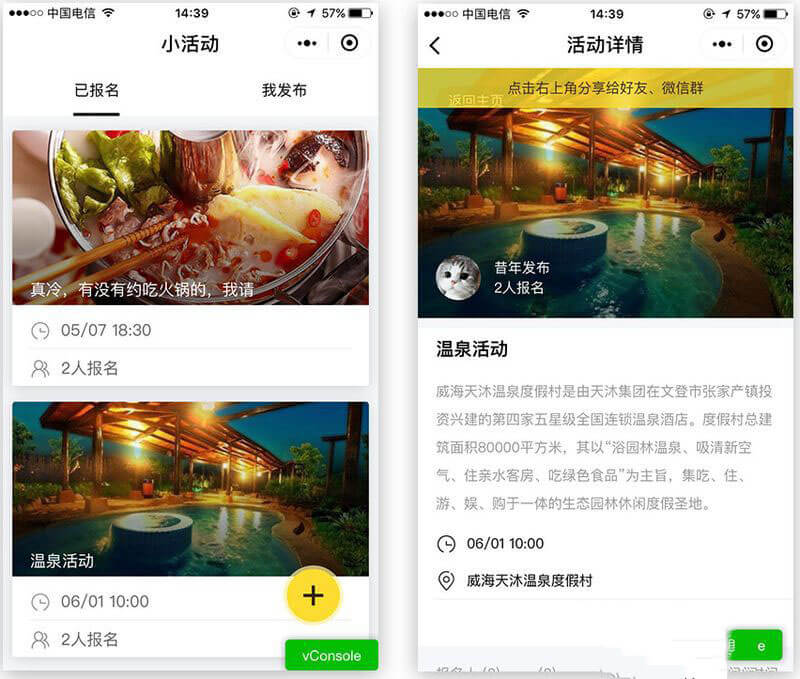 中国电信
14:39
57%
小活动
已报名
我发布
真冷，有没有约吃火锅的，我请
05/07 18:30
2人报名
温泉活动
06/01 10:00
2人报名
vConsole
中国电信
14:39
57%
活动详情
点击右上角分享给好友、微信群
返回主页
昔年发布
2人报名
温泉活动
威海天沐温泉度假村是由天沐集团在文登市张家产镇投
资兴建的第四家五星级全国连锁温泉酒店。度假村总建
筑面积80000平方米，其以“浴园林温泉、吸清新空
气、住亲水客房、吃绿色食品”为主旨，集吃、住、
游、娱、购于一体的生态园林休闲度假圣地。
06/01 10:00
威海天沐温泉度假村
e